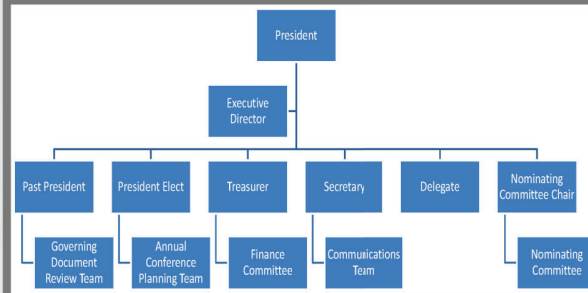 President
Executive
Director
Past President
President Elect
Treasurer
Secretary
Delegate
Nominating
Committee Chair
Governing
Document
Review Team
Annual
Conference
Planning Team
Finance
Committee
Communications
Team
Nominating
Committee